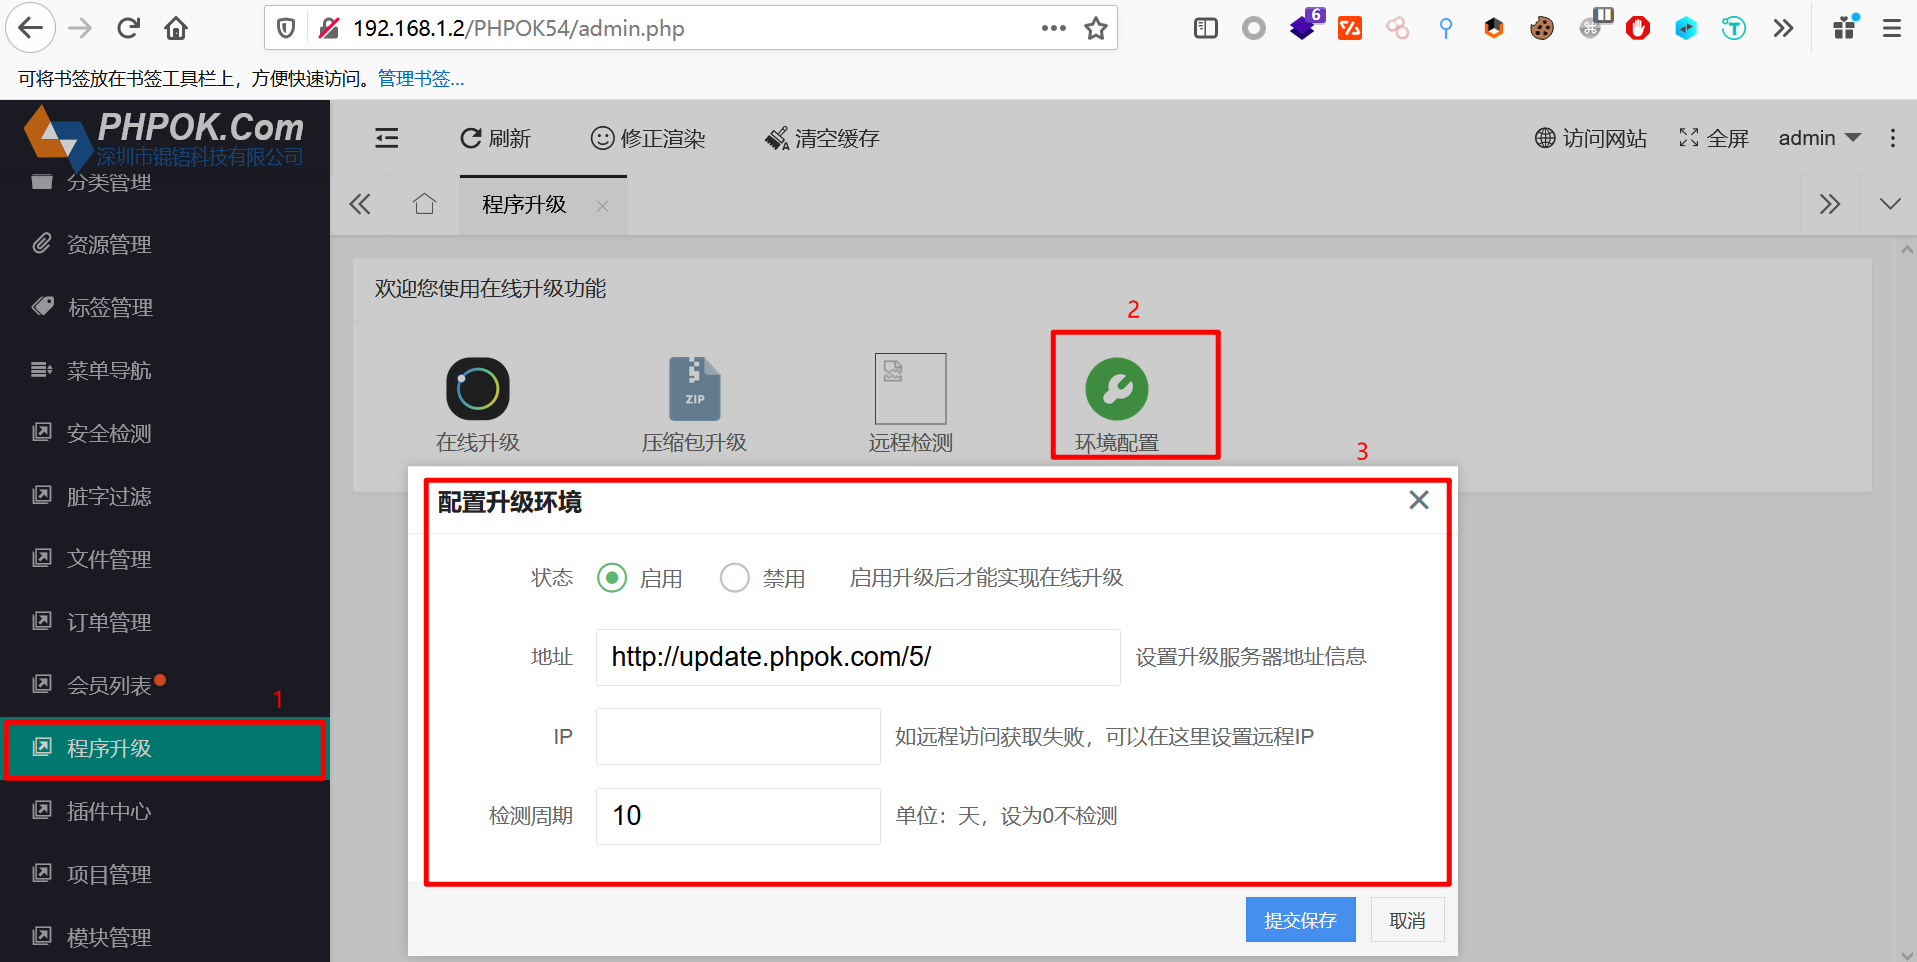 192.168.1.2/PHPOK54/admin.php
6
可将书签放在书签工具栏上，方便快速访问。管理书签...
PHPOK.Com
深圳市锟铻科技有限公司
刷新
修正渲染
清空缓存
访问网站
全屏
admin
程序升级
分类管理
资源管理
标签管理
菜单导航
安全检测
脏字过滤
文件管理
订单管理
会员列表
1
程序升级
插件中心
项目管理
模块管理
欢迎您使用在线升级功能
2
ZIP
在线升级
压缩包升级
远程检测
环境配置
3
配置升级环境
状态 启用 禁用 启用升级后才能实现在线升级
地址 http://update.phpok.com/5/ 设置升级服务器地址信息
IP 如远程访问获取失败，可以在这里设置远程IP
检测周期 10 单位：天，设为0不检测
提交保存 取消